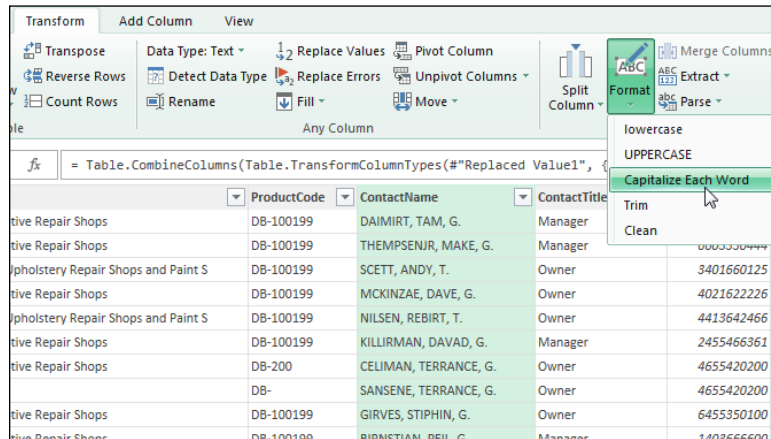 Transform Add Column View
Transpose Data Type: Text Replace Values Pivot Column Merge Columns
Reverse Rows Detect Data Type Replace Errors Unpivot Columns Split Column Format Extract
Count Rows Rename Fill Move Parse
Any Column
lowercase
UPPERCASE
Capitalize Each Word
Trim
Clean
fx = Table.CombineColumns(Table.TransformColumnTypes(#"Replaced Value1", {
ProductCode ContactName ContactTitle
Repair Shops DB-100199 DAIMIRT, TAM, G. Manager
Repair Shops DB-100199 THEMPSENJR, MAKE, G. Manager
Upholstery Repair Shops and Paint S DB-100199 SCETT, ANDY, T. Owner 3401660125
Repair Shops DB-100199 MCKINZAE, DAVE, G. Owner 4021622226
Upholstery Repair Shops and Paint S DB-100199 NILSEN, REBIRT, T. Owner 4413642466
Repair Shops DB-100199 KILLIRMAN, DAVAD, G. Manager 2455466361
Repair Shops DB-200 CELIMAN, TERRANCE, G. Owner 4655420200
DB- SANSENE, TERRANCE, G. Owner 4655420200
Repair Shops DB-100199 GIRVES, STIPHIN, G. Owner 6455350100